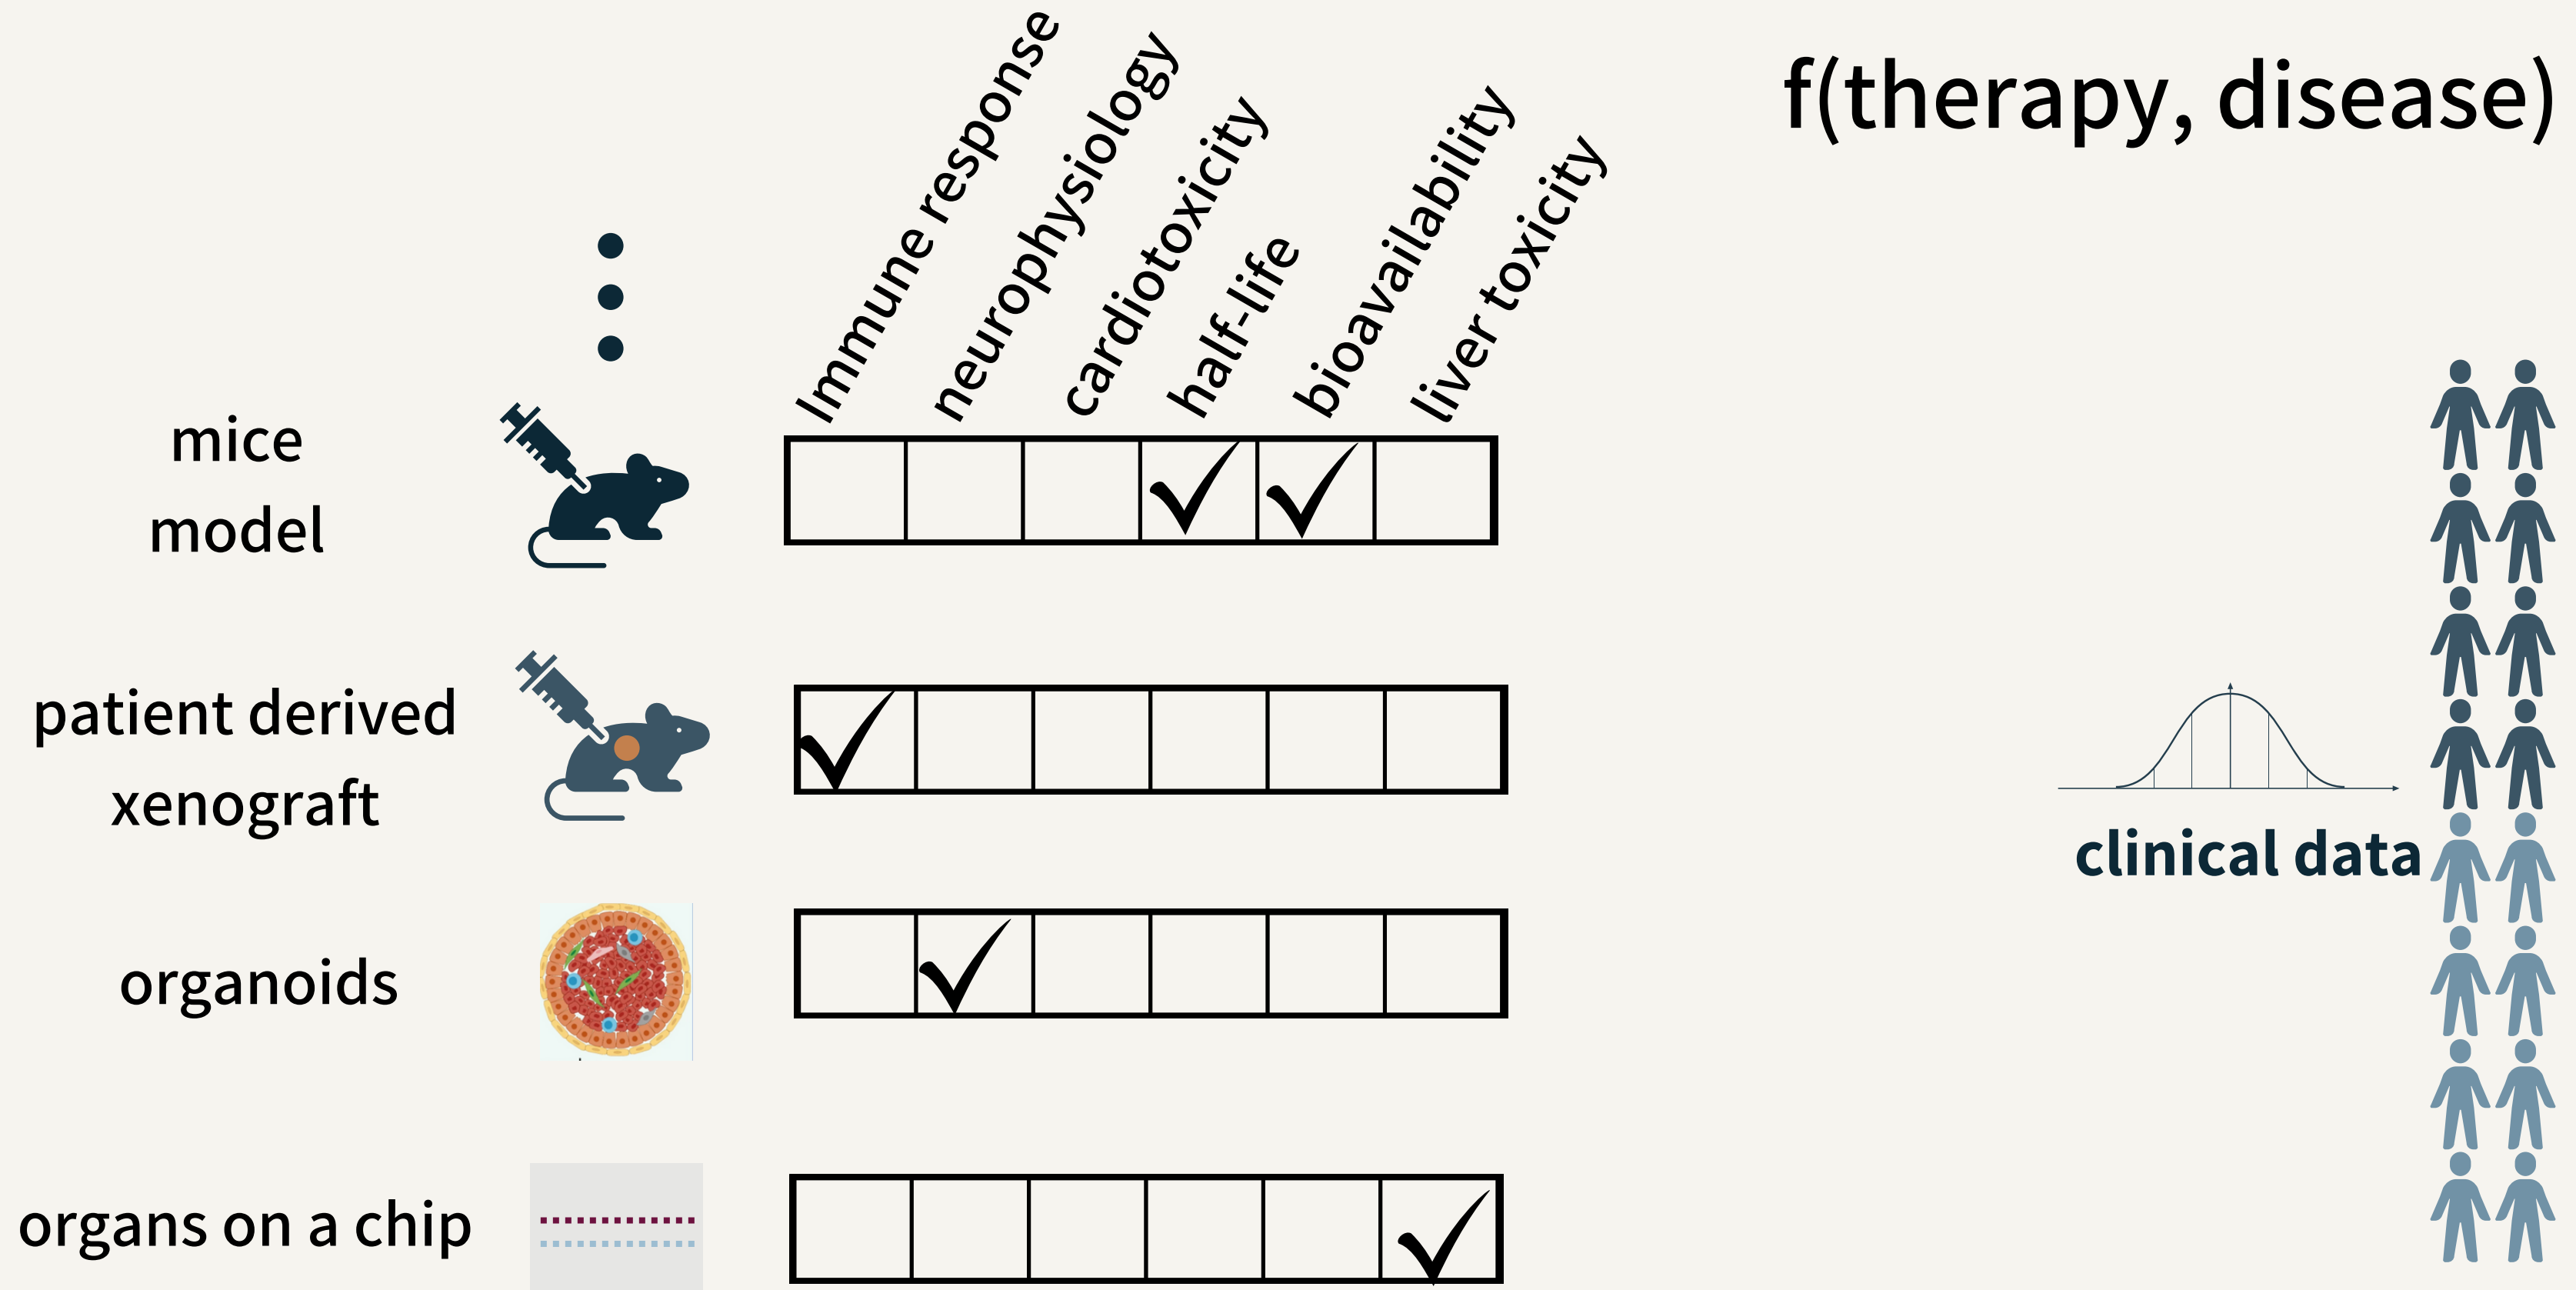 f(therapy, disease)
Immune response
neurophysiology
cardiotoxicity
half-life
bioavailability
liver toxicity
mice
model
patient derived
xenograft
clinical data
organoids
organs on a chip